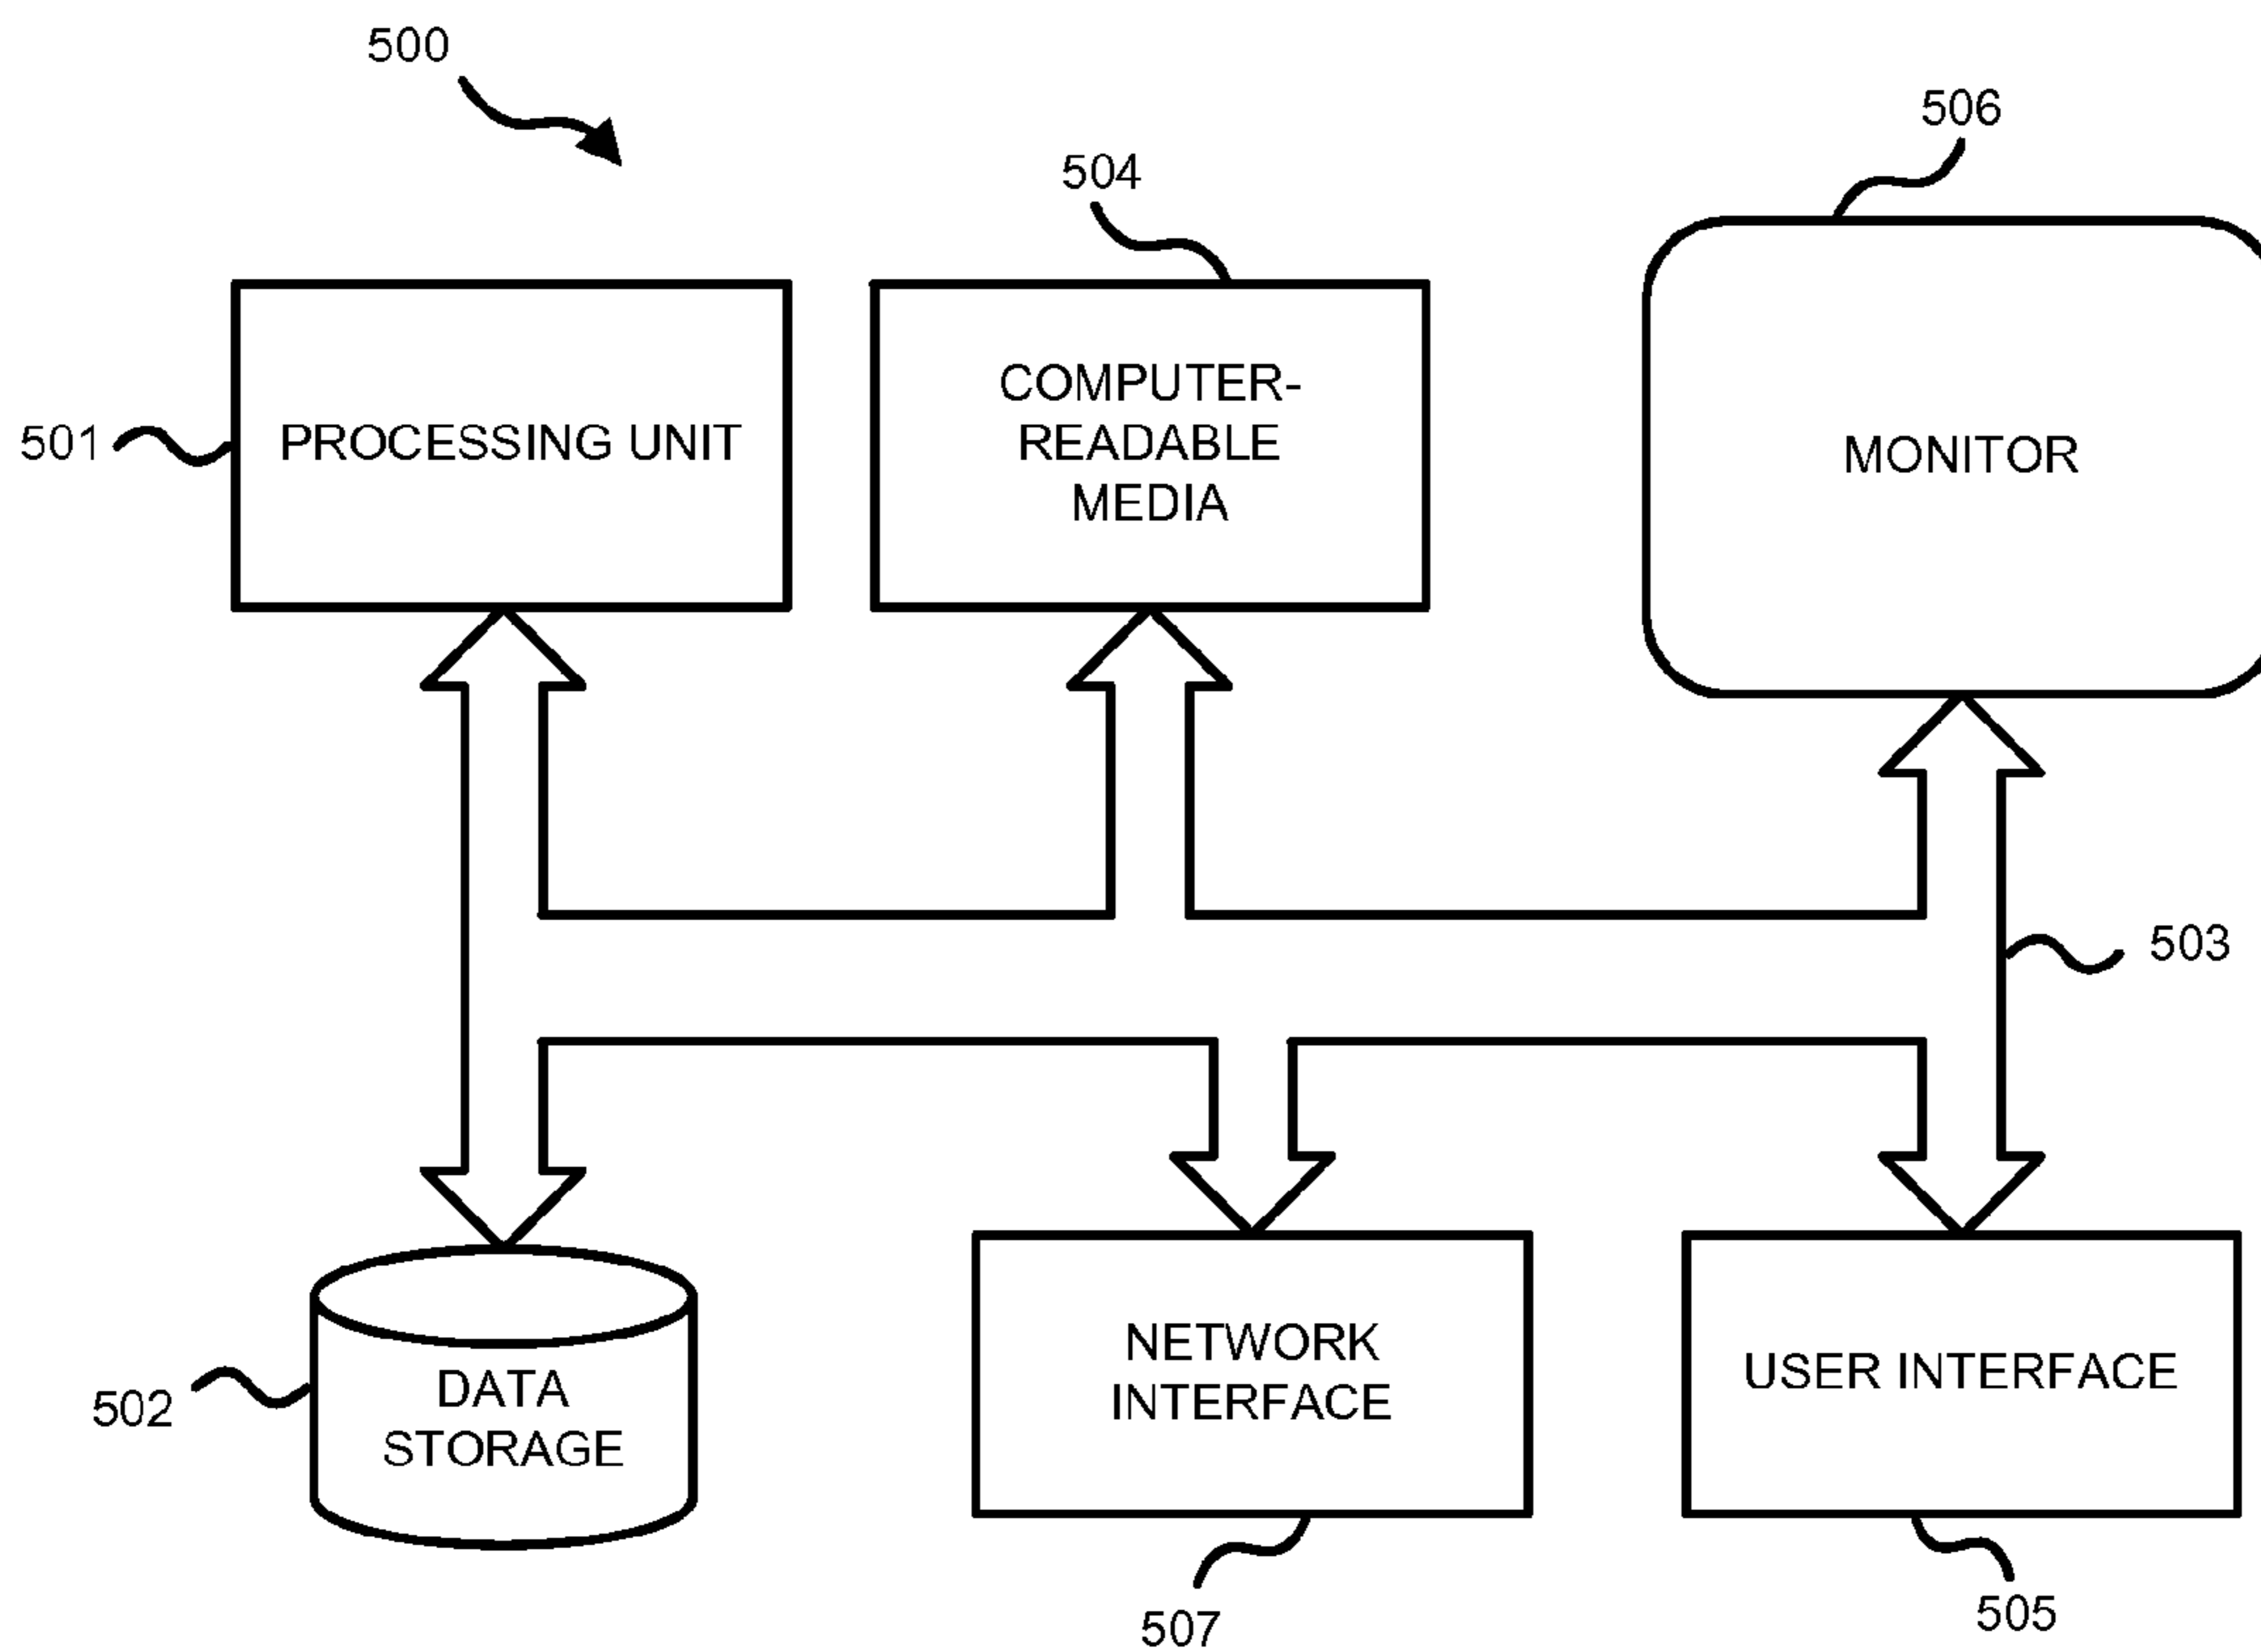 500
506
504
COMPUTER-
READABLE
MEDIA
501
PROCESSING UNIT
MONITOR
503
DATA
STORAGE
502
NETWORK
INTERFACE
USER INTERFACE
507
505